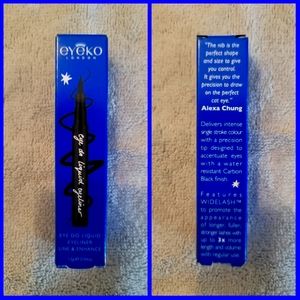 eyeko
LONDON
eye do liquid eyeliner
EYE DO LIQUID
EYELINER
LINE & ENHANCE
"The nib is the
perfect shape
and size to give
you control.
It gives you the
precision to draw
on the perfect
cat eye."
Alexa Chung
Delivers intense
single stroke colour
with a precision
tip designed to
accentuate eyes
with a water
resistant Carbon
Black finish.
Features
WIDELASH™
to promote the
appearance
of longer, fuller,
stronger lashes with
up to 3x more
length and volume
with regular use.